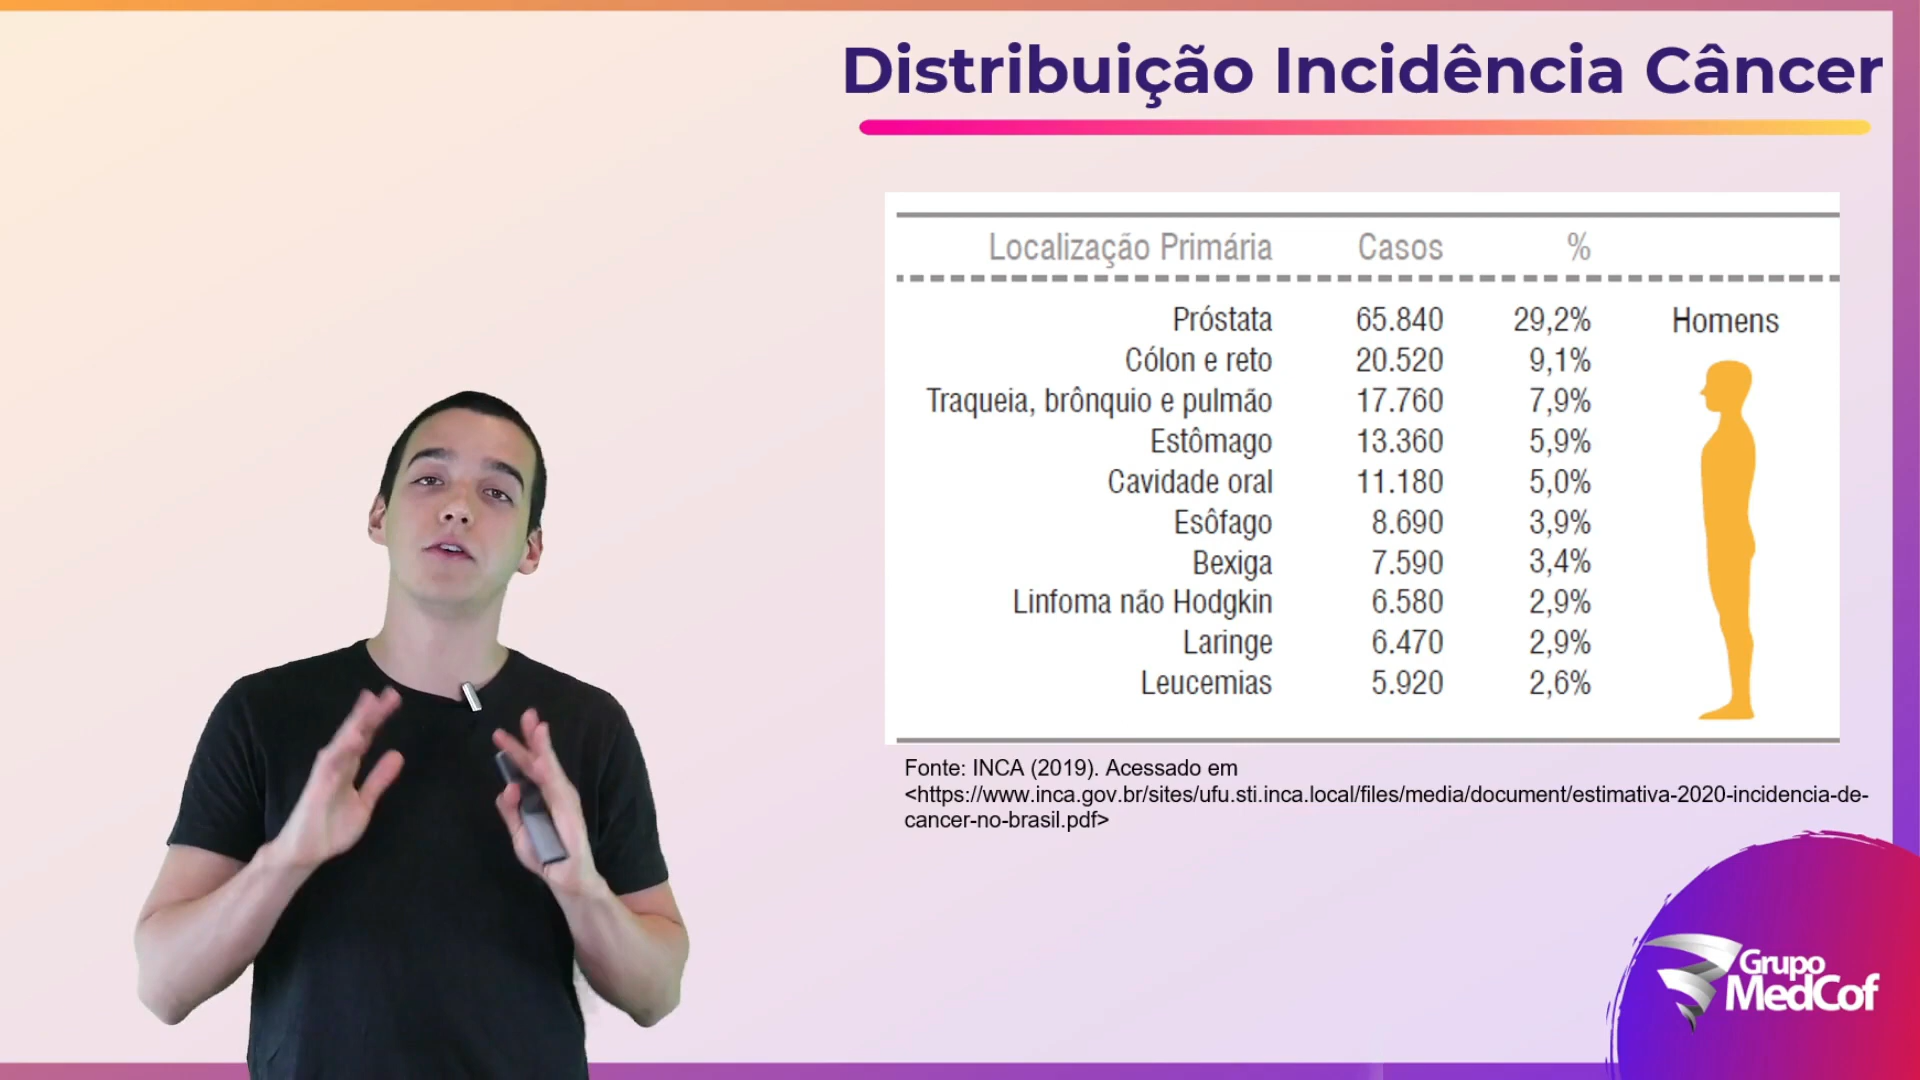 Distribuição Incidência Câncer
Localização Primária Casos %
Próstata 65.840 29,2% Homens
Cólon e reto 20.520 9,1%
Traqueia, brônquio e pulmão 17.760 7,9%
Estômago 13.360 5,9%
Cavidade oral 11.180 5,0%
Esôfago 8.690 3,9%
Bexiga 7.590 3,4%
Linfoma não Hodgkin 6.580 2,9%
Laringe 6.470 2,9%
Leucemias 5.920 2,6%
Fonte: INCA (2019). Acessado em
<https://www.inca.gov.br/sites/ufu.sti.inca.local/files/media/document/estimativa-2020-incidencia-de-
cancer-no-brasil.pdf>
Grupo
MedCof